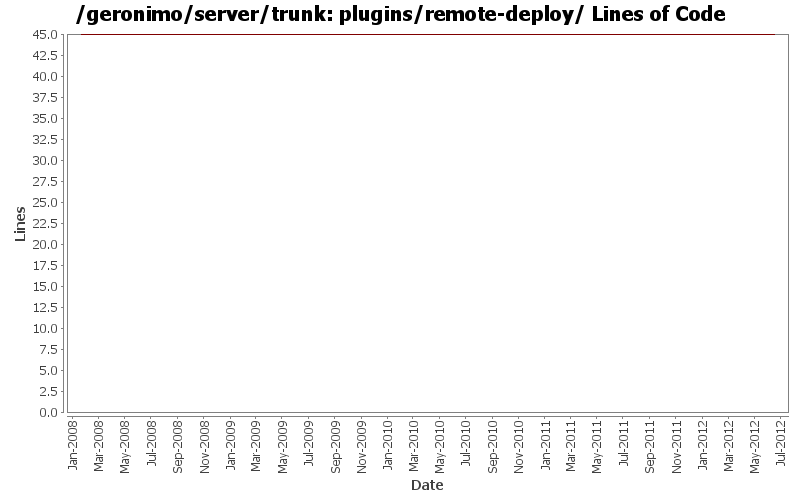 /geronimo/server/trunk: plugins/remote-deploy/ Lines of Code
45.0
42.5
40.0
37.5
35.0
32.5
30.0
27.5
25.0
22.5
20.0
17.5
15.0
12.5
10.0
7.5
5.0
2.5
0.0
Lines
Jan-2008
Mar-2008
May-2008
Jul-2008
Sep-2008
Nov-2008
Jan-2009
Mar-2009
May-2009
Jul-2009
Sep-2009
Nov-2009
Jan-2010
Mar-2010
May-2010
Jul-2010
Sep-2010
Nov-2010
Jan-2011
Mar-2011
May-2011
Jul-2011
Sep-2011
Nov-2011
Jan-2012
Mar-2012
May-2012
Jul-2012
Date